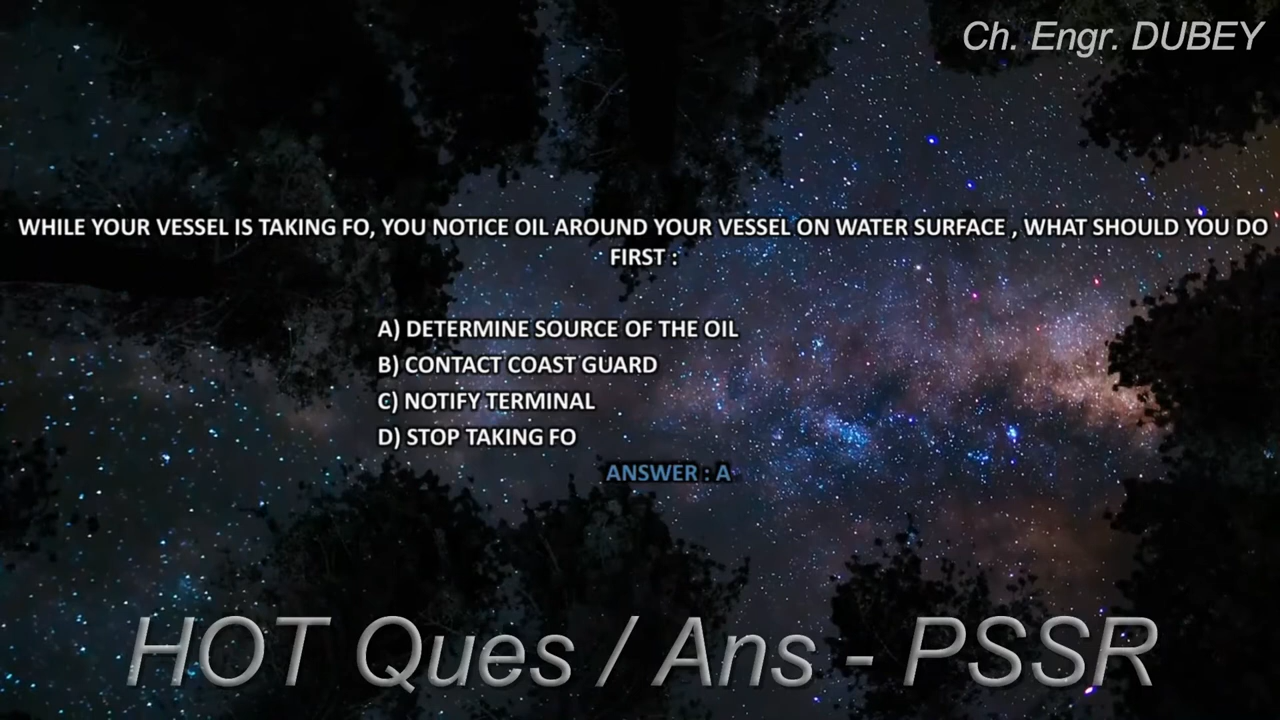 Ch. Engr. DUBEY
WHILE YOUR VESSEL IS TAKING FO, YOU NOTICE OIL AROUND YOUR VESSEL ON WATER SURFACE , WHAT SHOULD YOU DO
FIRST :
A) DETERMINE SOURCE OF THE OIL
B) CONTACT COAST GUARD
C) NOTIFY TERMINAL
D) STOP TAKING FO
ANSWER : A
HOT Ques / Ans - PSSR